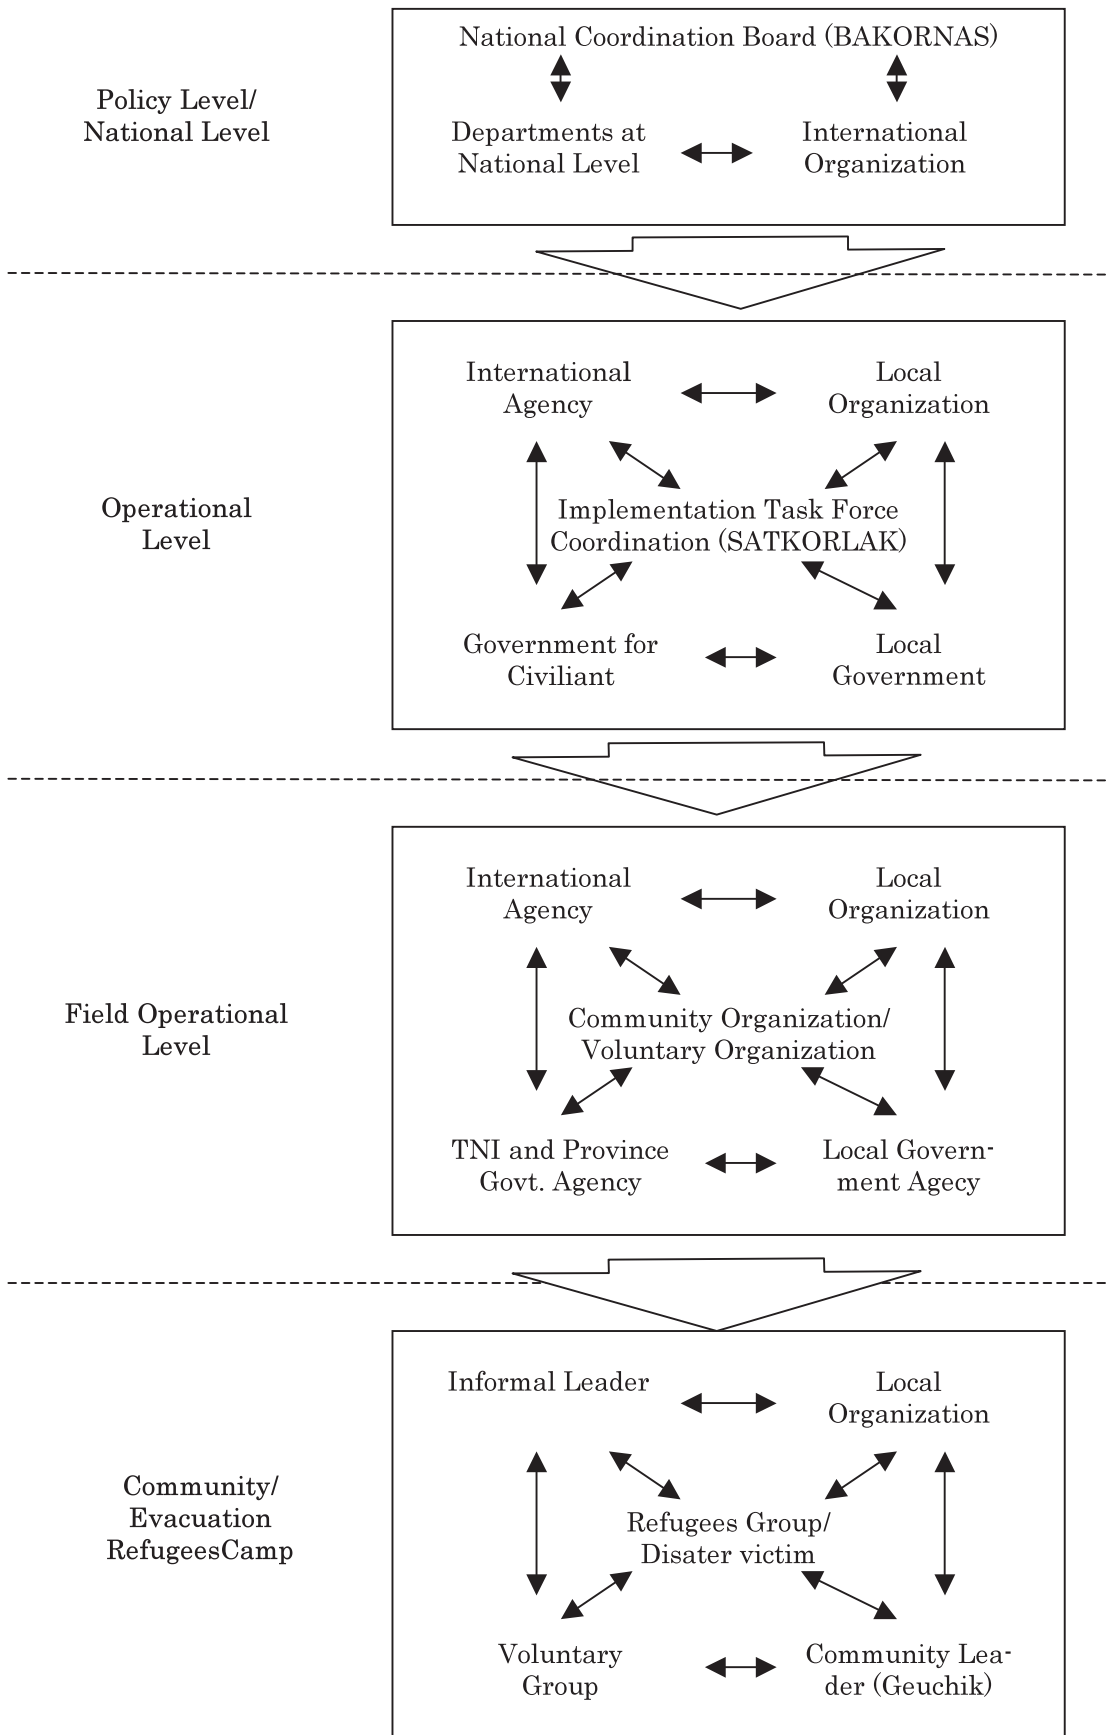 National Coordination Board (BAKORNAS)
Policy Level/
National Level
Departments at
National Level
International
Organization
International
Agency
Local
Organization
Operational
Level
Implementation Task Force
Coordination (SATKORLAK)
Government for
Civiliant
Local
Government
International
Agency
Local
Organization
Field Operational
Level
Community Organization/
Voluntary Organization
TNI and Province
Govt. Agency
Local Govern-
ment Agecy
Informal Leader
Local
Organization
Community/
Evacuation
RefugeesCamp
Refugees Group/
Disater victim
Voluntary
Group
Community Lea-
der (Geuchik)